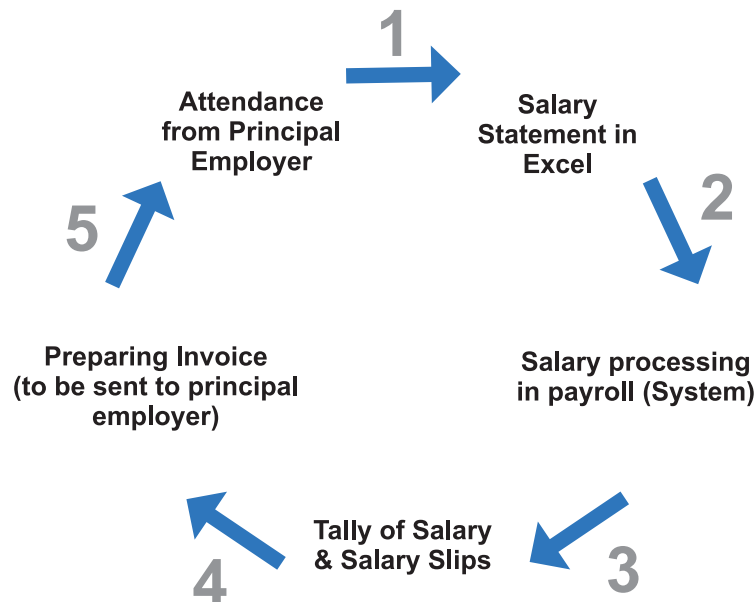 1
Attendance
from Principal
Employer
Salary
Statement in
Excel
2
Salary processing
in payroll (System)
3
Tally of Salary
& Salary Slips
4
Preparing Invoice
(to be sent to principal
employer)
5